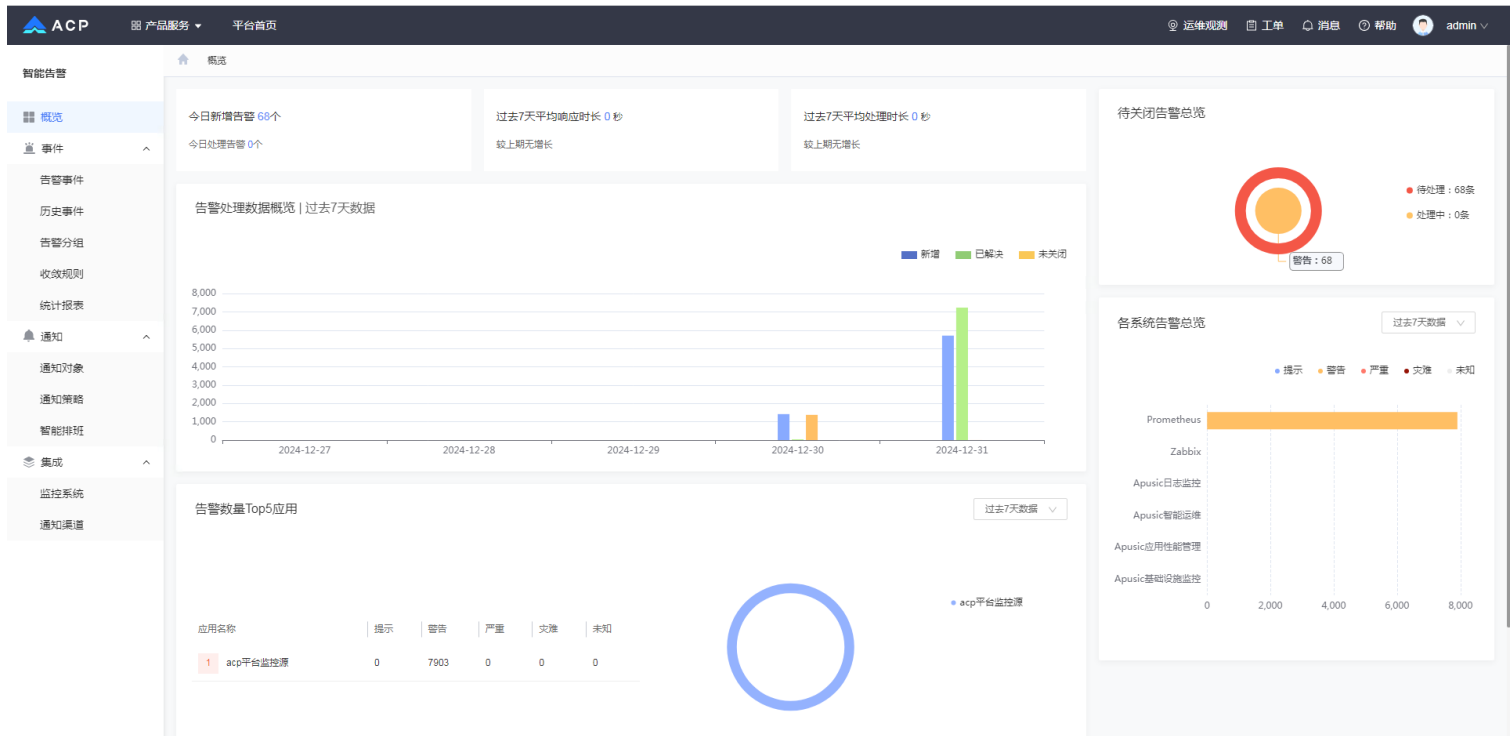 ACP 产品服务 平台首页 运维观测 工单 消息 帮助 admin
智能告警
概览
事件
告警事件
历史事件
告警分组
收敛规则
统计报表
通知
通知对象
通知策略
智能排班
集成
监控系统
通知渠道
概览
今日新增告警 68个
今日处理告警 0个
过去7天平均响应时长 0 秒
较上期无增长
过去7天平均处理时长 0 秒
较上期无增长
告警处理数据概览 | 过去7天数据
新增 已解决 未关闭
8,000
7,000
6,000
5,000
4,000
3,000
2,000
1,000
0
2024-12-27 2024-12-28 2024-12-29 2024-12-30 2024-12-31
告警数量Top5应用
过去7天数据
应用名称 提示 警告 严重 灾难 未知
1 acp平台监控源 0 7903 0 0 0
acp平台监控源
待关闭告警总览
待处理：68条
处理中：0条
警告：68
各系统告警总览
过去7天数据
提示 警告 严重 灾难 未知
Prometheus
Zabbix
Apusic日志监控
Apusic智能运维
Apusic应用性能管理
Apusic基础设施监控
0 2,000 4,000 6,000 8,000